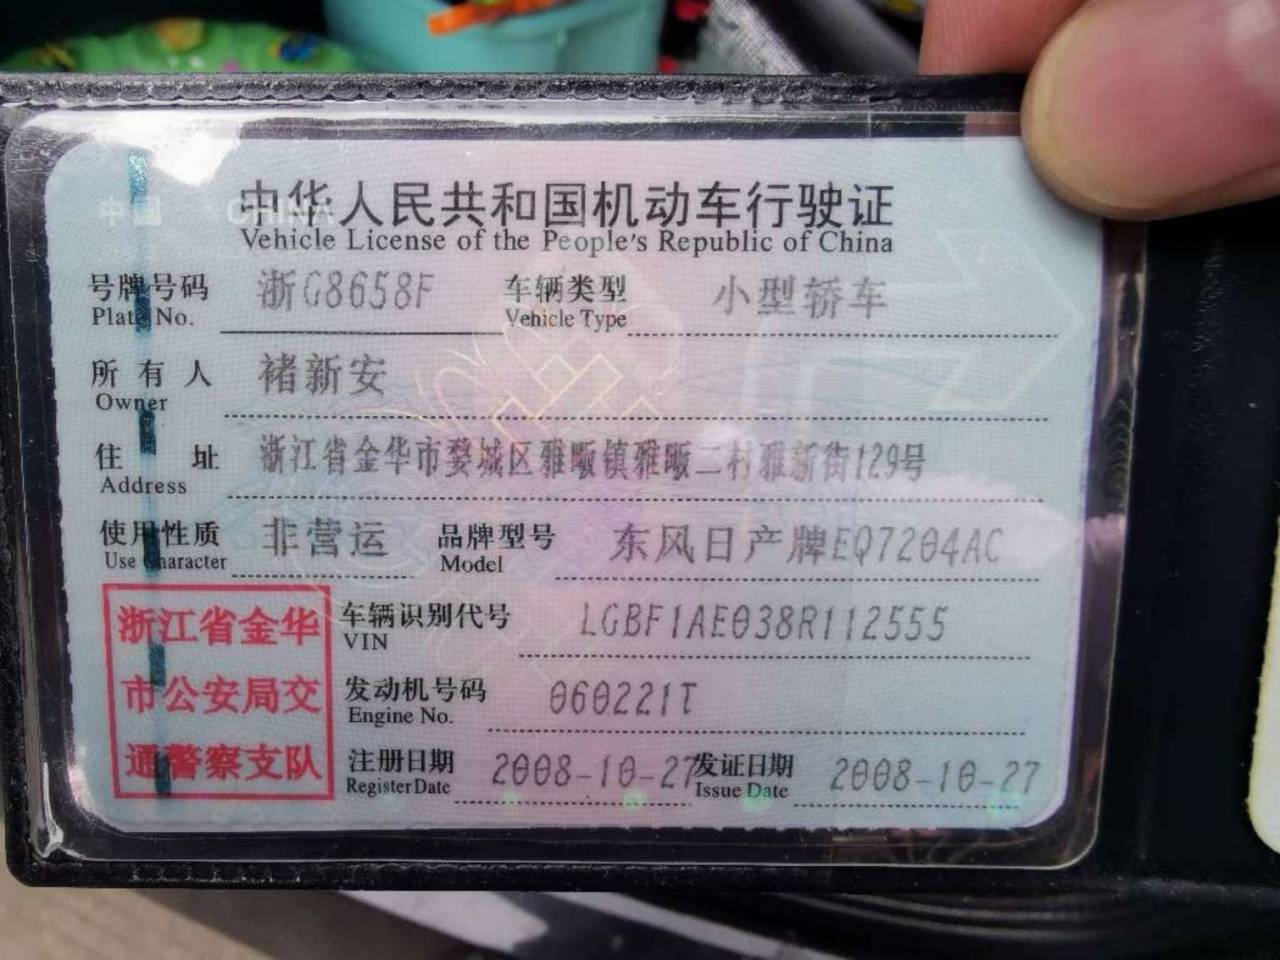 中国 CHINA
中华人民共和国机动车行驶证
Vehicle License of the People's Republic of China
号牌号码 浙G8658F 车辆类型 小型轿车
Plate No. Vehicle Type
所有人 褚新安
Owner
住址 浙江省金华市婺城区雅畈镇雅畈二村雅新街129号
Address
使用性质 非营运 品牌型号 东风日产牌EQ7204AC
Use Character Model
浙江省金华 车辆识别代号 LGBF1AE038R112555
VIN
市公安局交 发动机号码 060221T
Engine No.
通警察支队 注册日期 2008-10-27 发证日期 2008-10-27
Register Date Issue Date